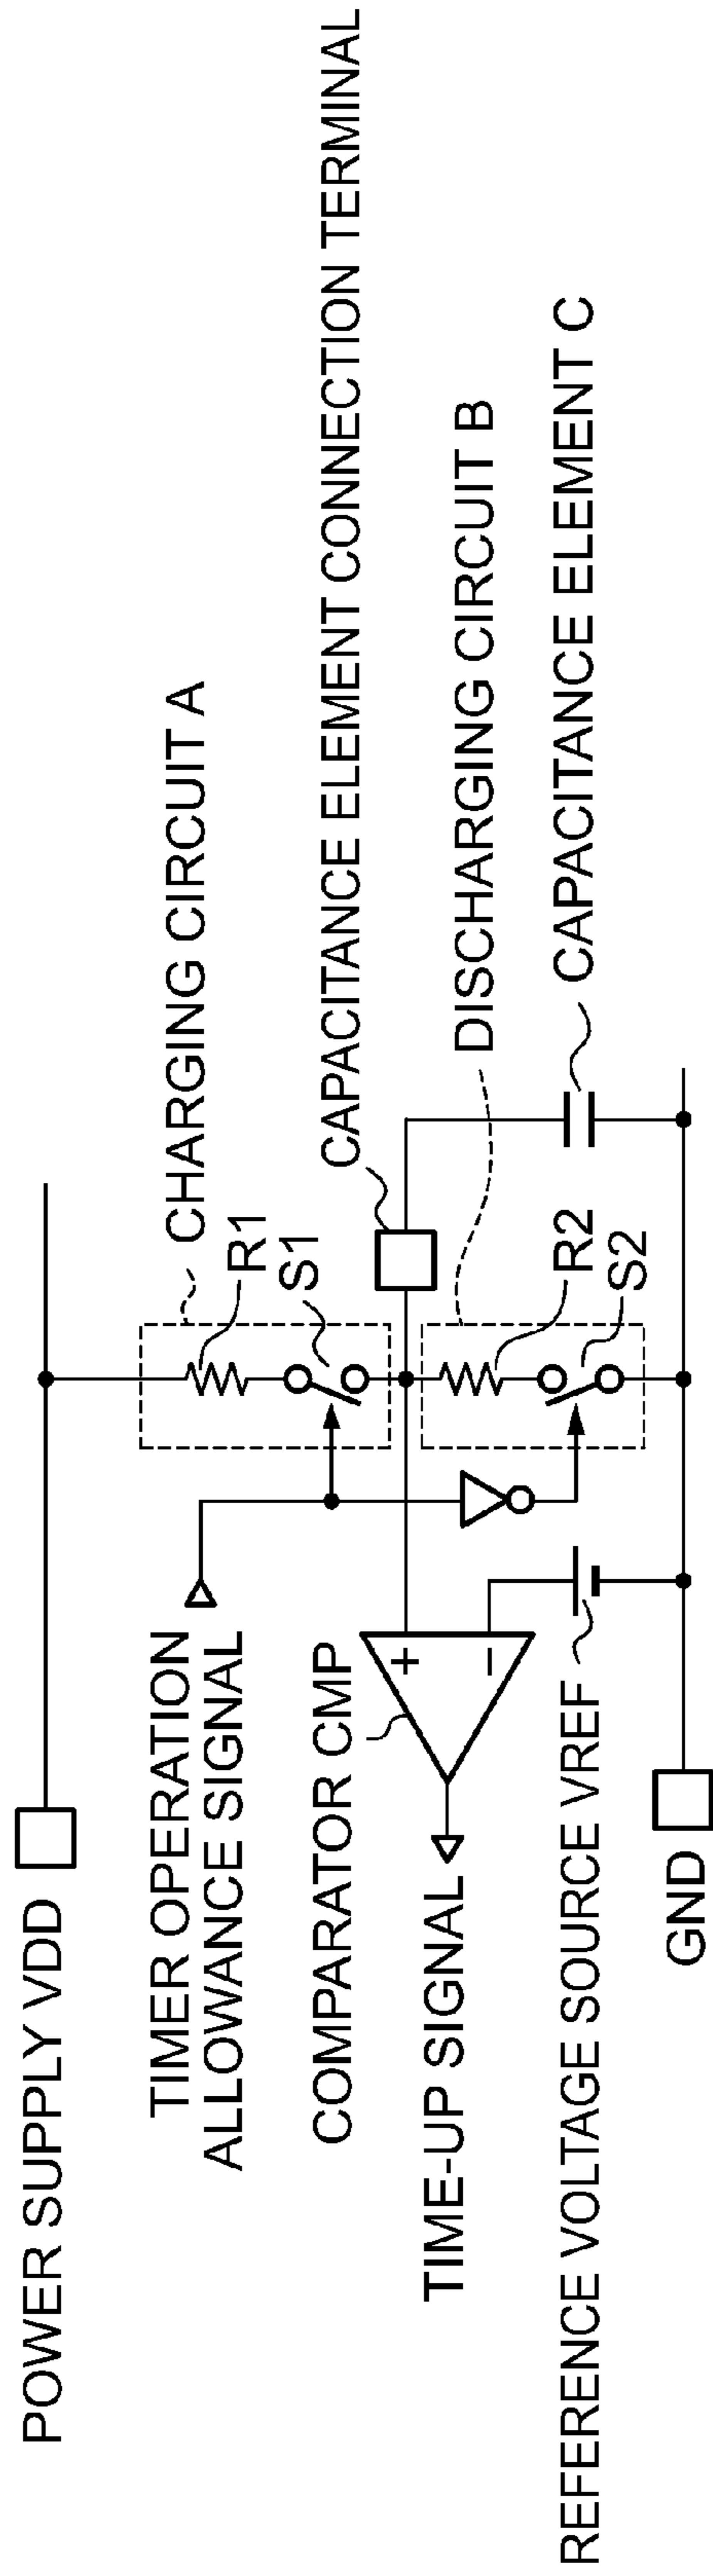 POWER SUPPLY VDD
CHARGING CIRCUIT A
TIMER OPERATION
ALLOWANCE SIGNAL
R1
S1
CAPACITANCE ELEMENT CONNECTION TERMINAL
COMPARATOR CMP
+
−
TIME-UP SIGNAL
DISCHARGING CIRCUIT B
R2
S2
CAPACITANCE ELEMENT C
REFERENCE VOLTAGE SOURCE VREF
GND